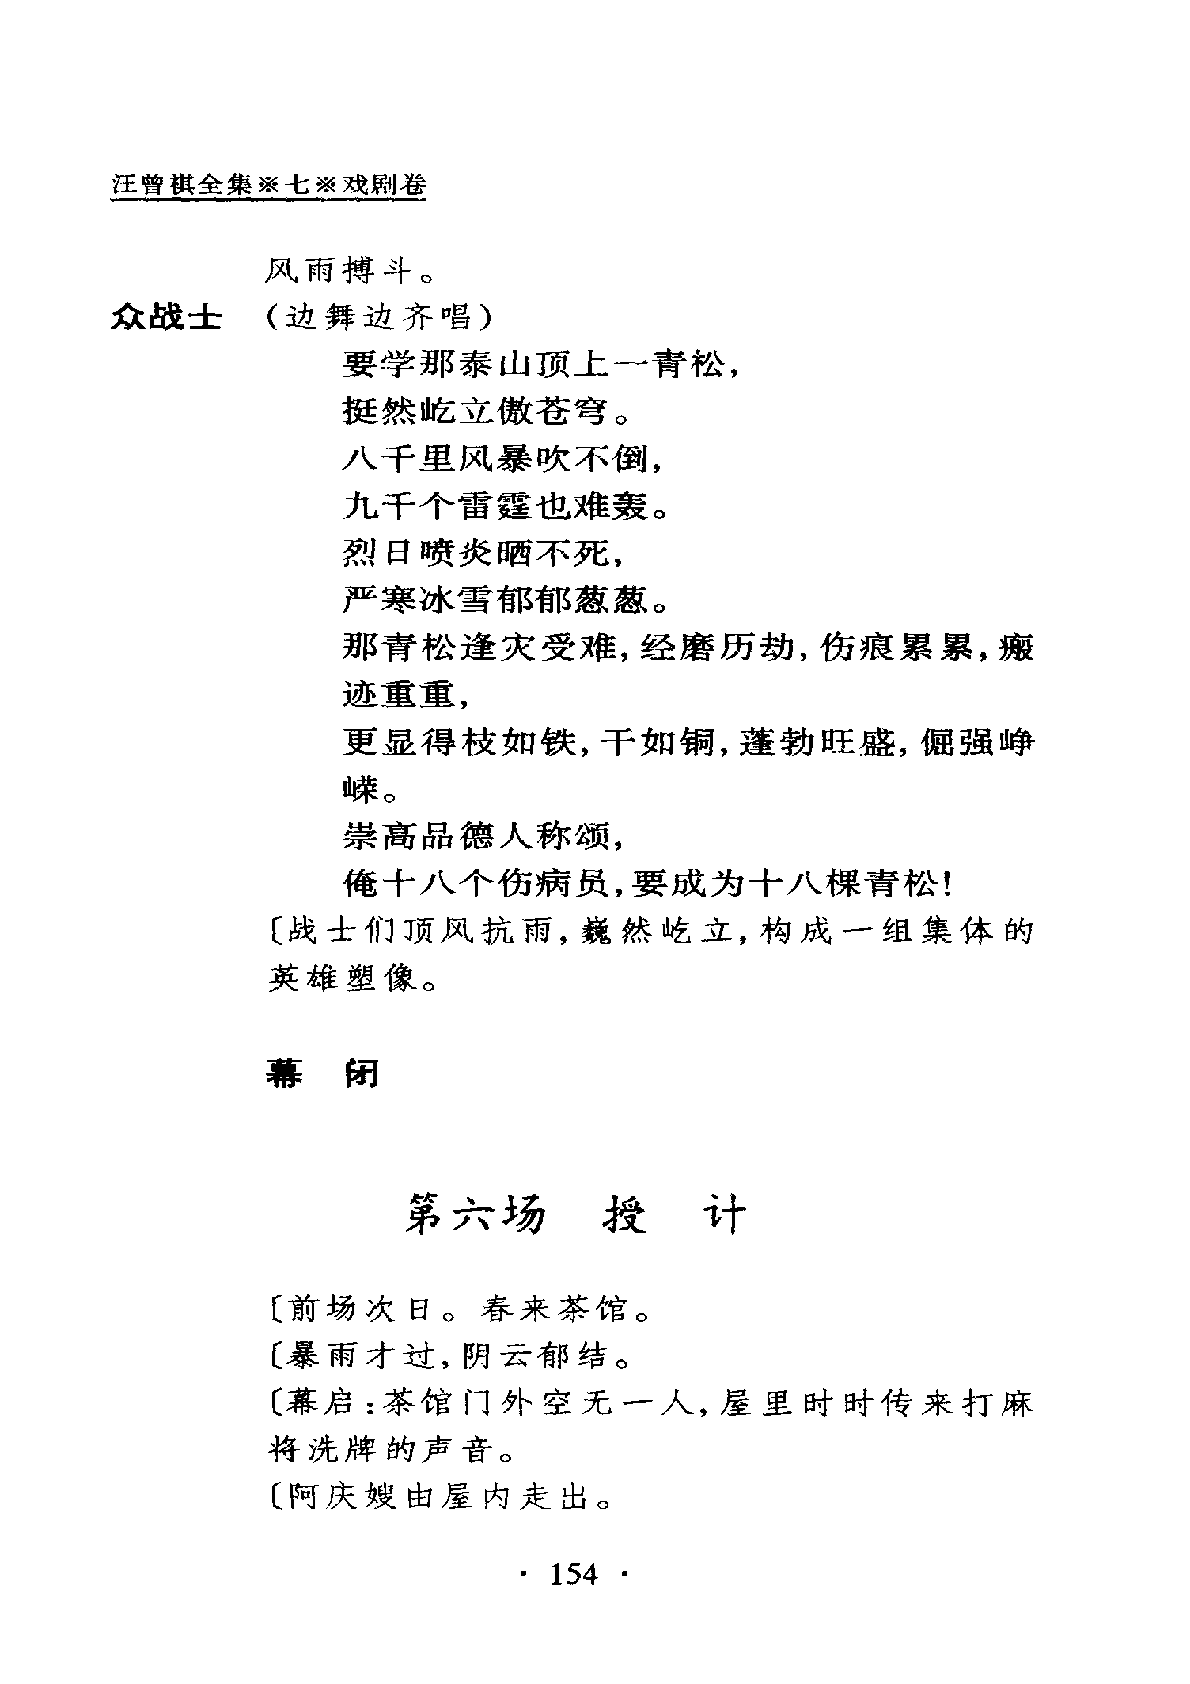 汪曾祺全集※七※戏剧卷
风雨搏斗。
众战士 （边舞边齐唱）
要学那泰山顶上一青松，
挺然屹立傲苍穹。
八千里风暴吹不倒，
九千个雷霆也难轰。
烈日喷炎晒不死，
严寒冰雪郁郁葱葱。
那青松逢灾受难，经磨历劫，伤痕累累，瘢
迹重重，
更显得枝如铁，干如铜，蓬勃旺盛，倔强峥
嵘。
崇高品德人称颂，
俺十八个伤病员，要成为十八棵青松！
〔战士们顶风抗雨，巍然屹立，构成一组集体的
英雄塑像。
幕 闭
第六场 授 计
〔前场次日。春来茶馆。
〔暴雨才过，阴云郁结。
〔幕启：茶馆门外空无一人，屋里时时传来打麻
将洗牌的声音。
〔阿庆嫂由屋内走出。
· 154 ·